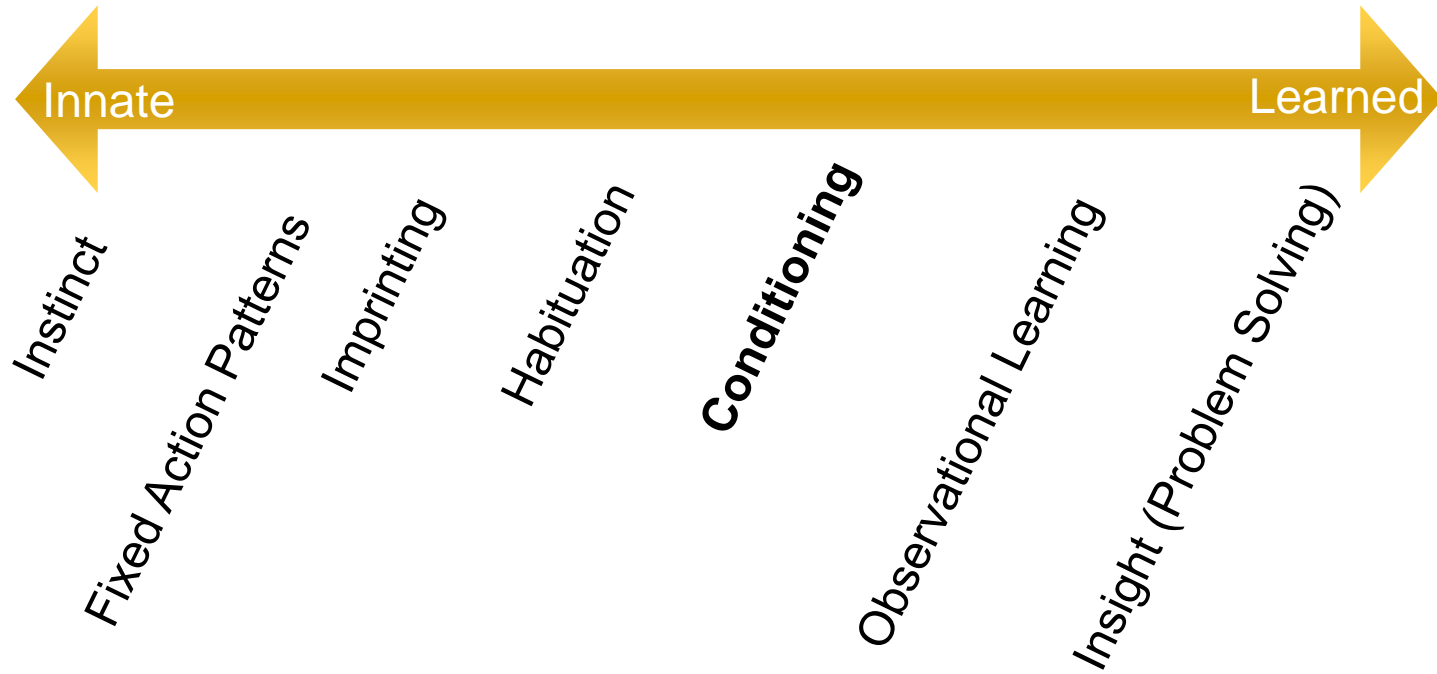 Innate
Learned
Instinct
Fixed Action Patterns
Imprinting
Habituation
Conditioning
Observational Learning
Insight (Problem Solving)